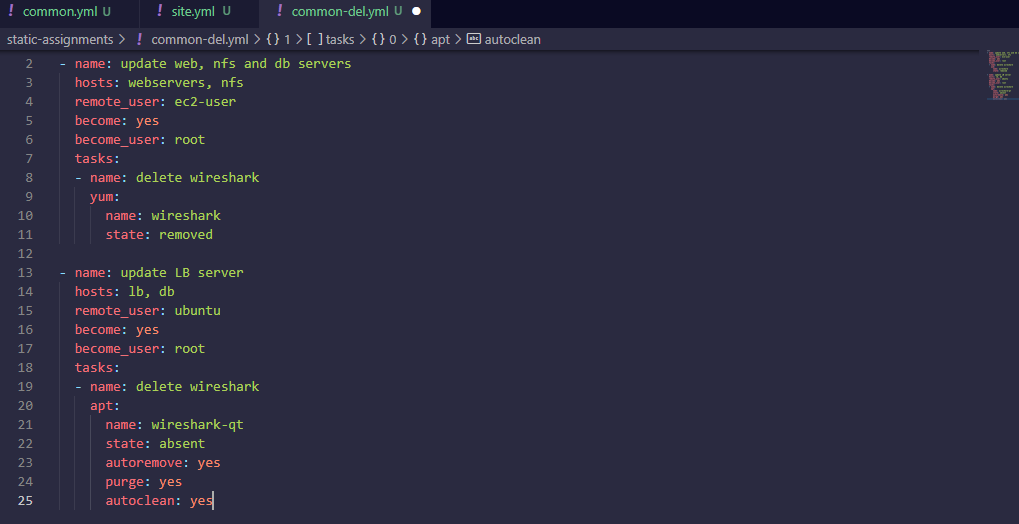 ! common.yml U ! site.yml U ! common-del.yml U ●
static-assignments > ! common-del.yml > { } 1 > [ ] tasks > { } 0 > { } apt > abc autoclean
2 - name: update web, nfs and db servers
3 hosts: webservers, nfs
4 remote_user: ec2-user
5 become: yes
6 become_user: root
7 tasks:
8 - name: delete wireshark
9 yum:
10 name: wireshark
11 state: removed
12
13 - name: update LB server
14 hosts: lb, db
15 remote_user: ubuntu
16 become: yes
17 become_user: root
18 tasks:
19 - name: delete wireshark
20 apt:
21 name: wireshark-qt
22 state: absent
23 autoremove: yes
24 purge: yes
25 autoclean: yes